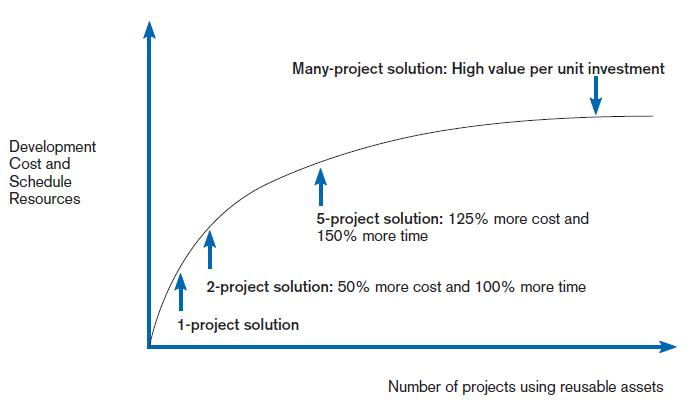 Many-project solution: High value per unit investment
Development
Cost and
Schedule
Resources
5-project solution: 125% more cost and
150% more time
2-project solution: 50% more cost and 100% more time
1-project solution
Number of projects using reusable assets